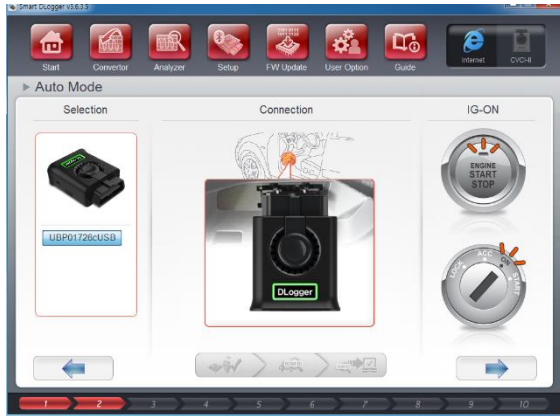 Smart DLogger v3.6.3.5
Start
Convertor
Analyzer
Setup
FW Update
User Option
Guide
Internet
CVCI-II
Auto Mode
Selection
Connection
IG-ON
UBP01726cUSB
DLogger
ENGINE
START
STOP
LOCK ACC ON START
1 2 3 4 5 6 7 8 9 10